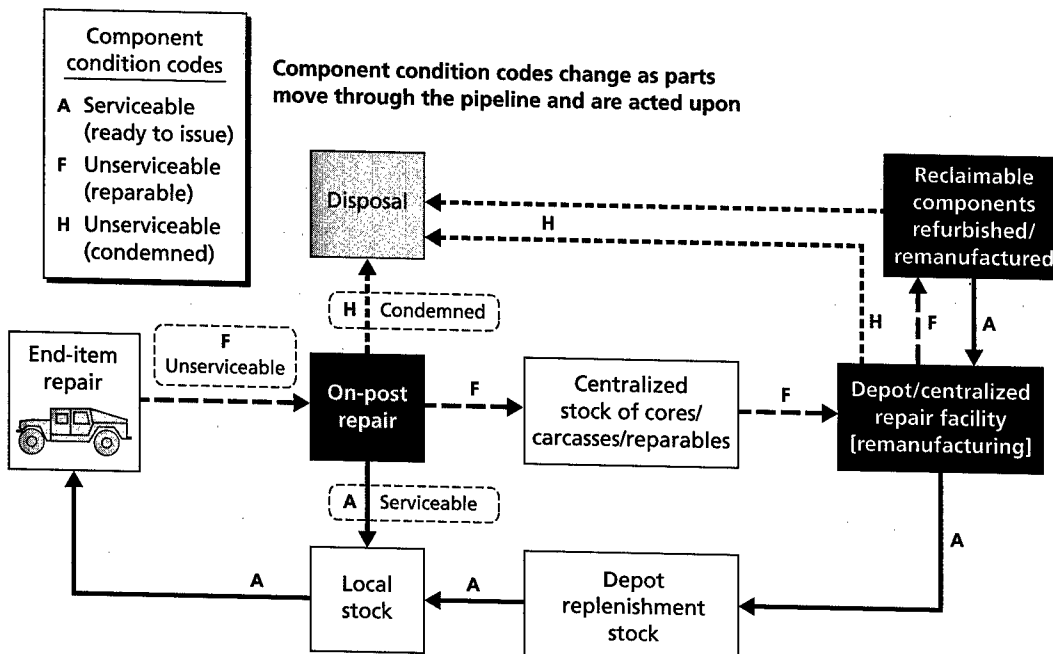 Component
condition codes
A Serviceable
(ready to issue)
F Unserviceable
(reparable)
H Unserviceable
(condemned)
Component condition codes change as parts
move through the pipeline and are acted upon
Disposal
H
Reclaimable
components
refurbished/
remanufactured
H Condemned
H
F
A
End-item
repair
F
Unserviceable
On-post
repair
F
Centralized
stock of cores/
carcasses/reparables
F
Depot/centralized
repair facility
[remanufacturing]
A Serviceable
A
A
Local
stock
A
Depot
replenishment
stock